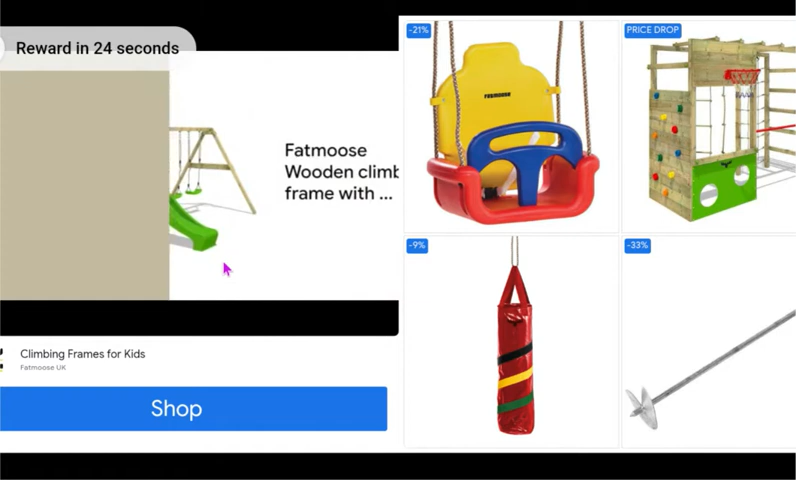 Reward in 24 seconds
Fatmoose
Wooden climb
frame with ...
Climbing Frames for Kids
Fatmoose UK
Shop
-21%
FATMOOSE
PRICE DROP
-9%
-33%